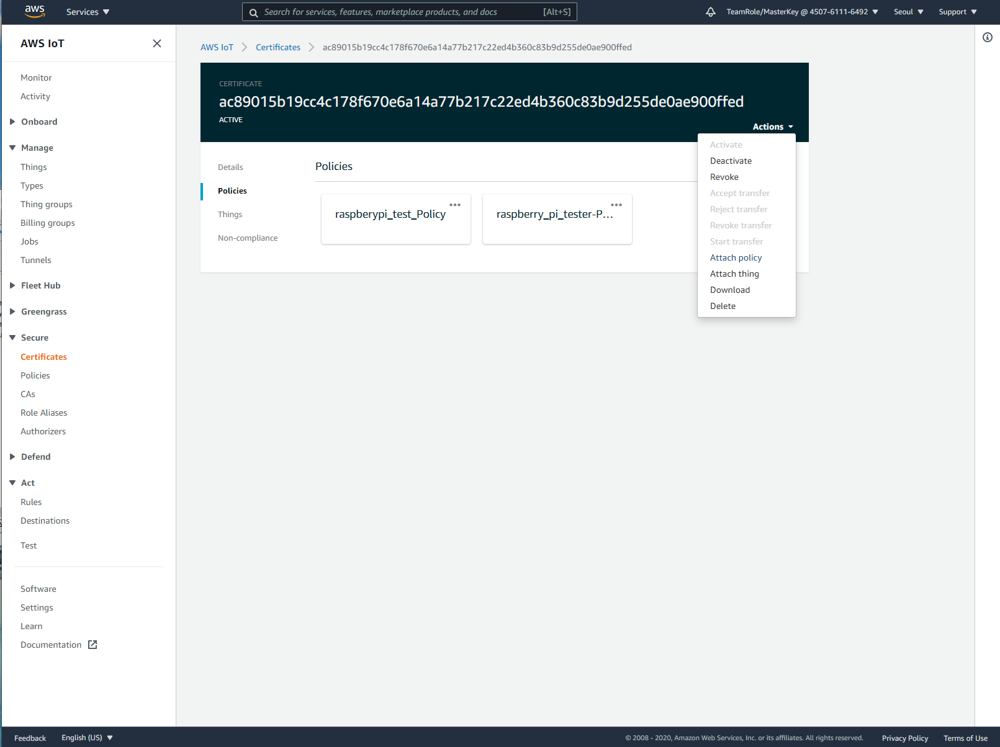 aws Services Search for services, features, marketplace products, and docs [Alt+S] TeamRole/MasterKey @ 4507-6111-6492 Seoul Support
AWS IoT
Monitor
Activity
Onboard
Manage
Things
Types
Thing groups
Billing groups
Jobs
Tunnels
Fleet Hub
Greengrass
Secure
Certificates
Policies
CAs
Role Aliases
Authorizers
Defend
Act
Rules
Destinations
Test
Software
Settings
Learn
Documentation
AWS IoT Certificates ac89015b19cc4c178f670e6a14a77b217c22ed4b360c83b9d255de0ae900ffed
CERTIFICATE
ac89015b19cc4c178f670e6a14a77b217c22ed4b360c83b9d255de0ae900ffed
ACTIVE
Actions
Details
Policies
Things
Non-compliance
Policies
raspberypi_test_Policy
raspberry_pi_tester-P...
Activate
Deactivate
Revoke
Accept transfer
Reject transfer
Revoke transfer
Start transfer
Attach policy
Attach thing
Download
Delete
Feedback English (US) © 2008 - 2020, Amazon Web Services, Inc. or its affiliates. All rights reserved. Privacy Policy Terms of Use